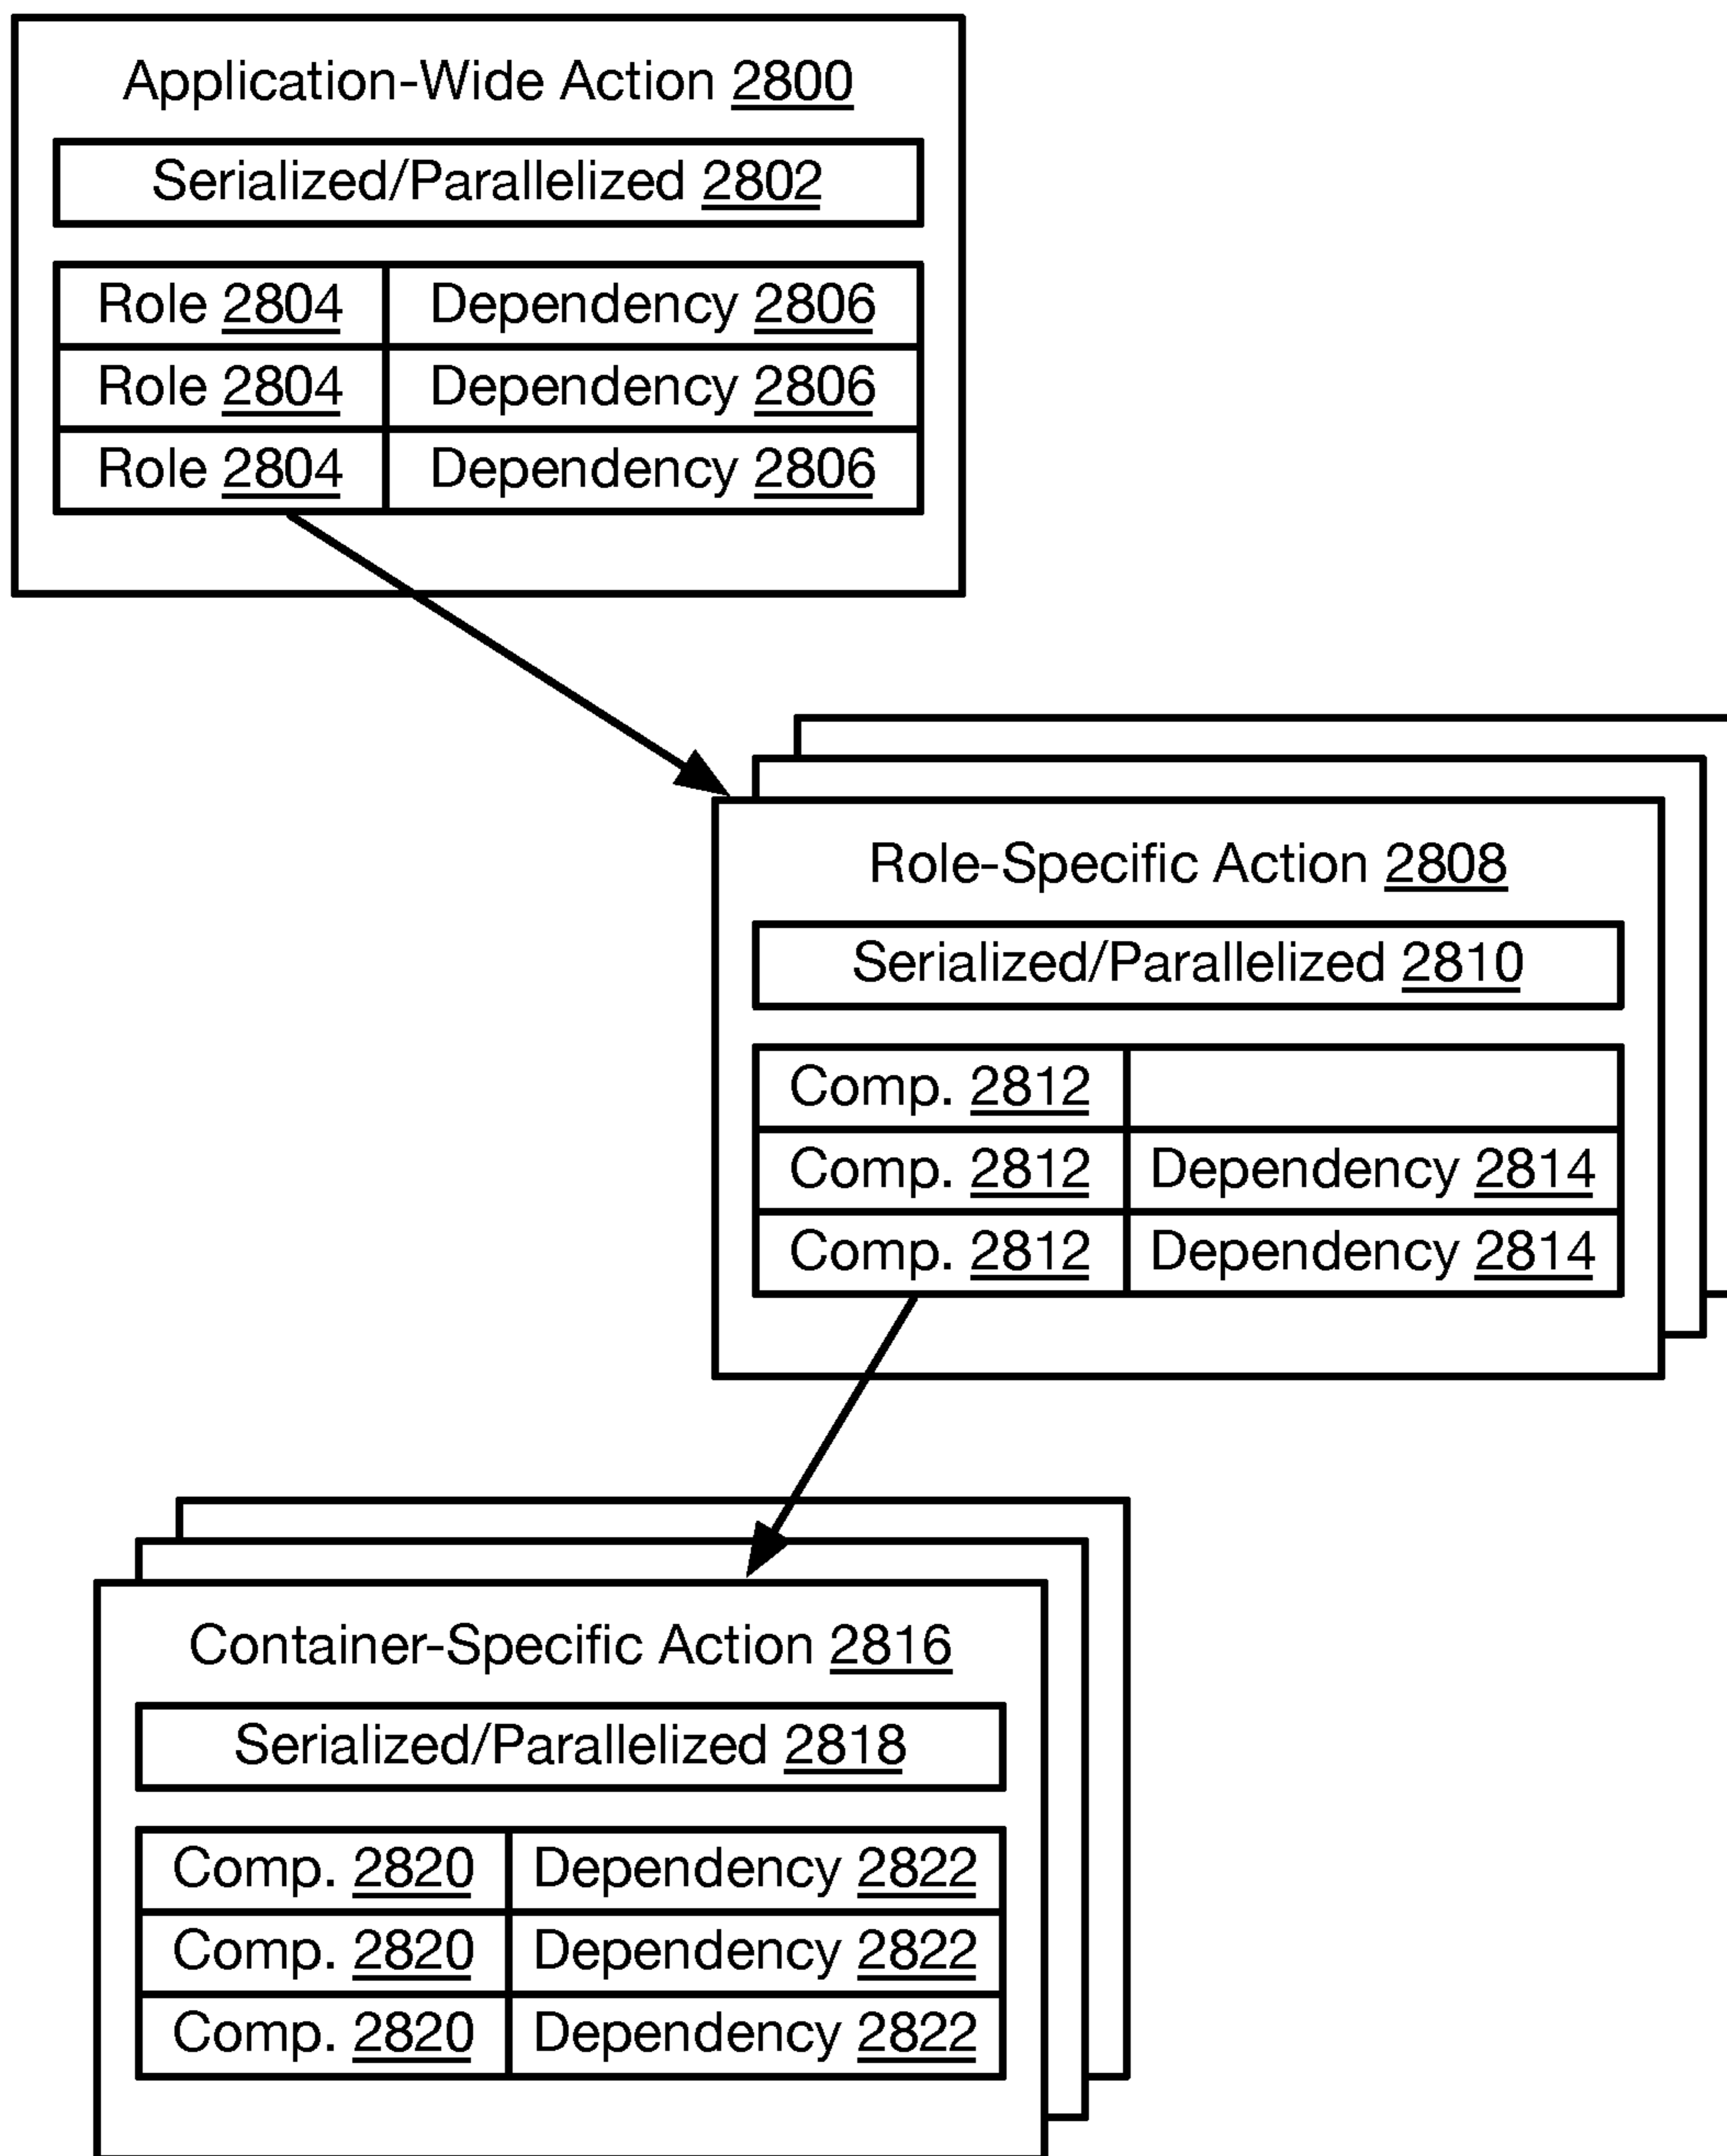 Application-Wide Action 2800
Serialized/Parallelized 2802
Role 2804 Dependency 2806
Role 2804 Dependency 2806
Role 2804 Dependency 2806
Role-Specific Action 2808
Serialized/Parallelized 2810
Comp. 2812
Comp. 2812 Dependency 2814
Comp. 2812 Dependency 2814
Container-Specific Action 2816
Serialized/Parallelized 2818
Comp. 2820 Dependency 2822
Comp. 2820 Dependency 2822
Comp. 2820 Dependency 2822